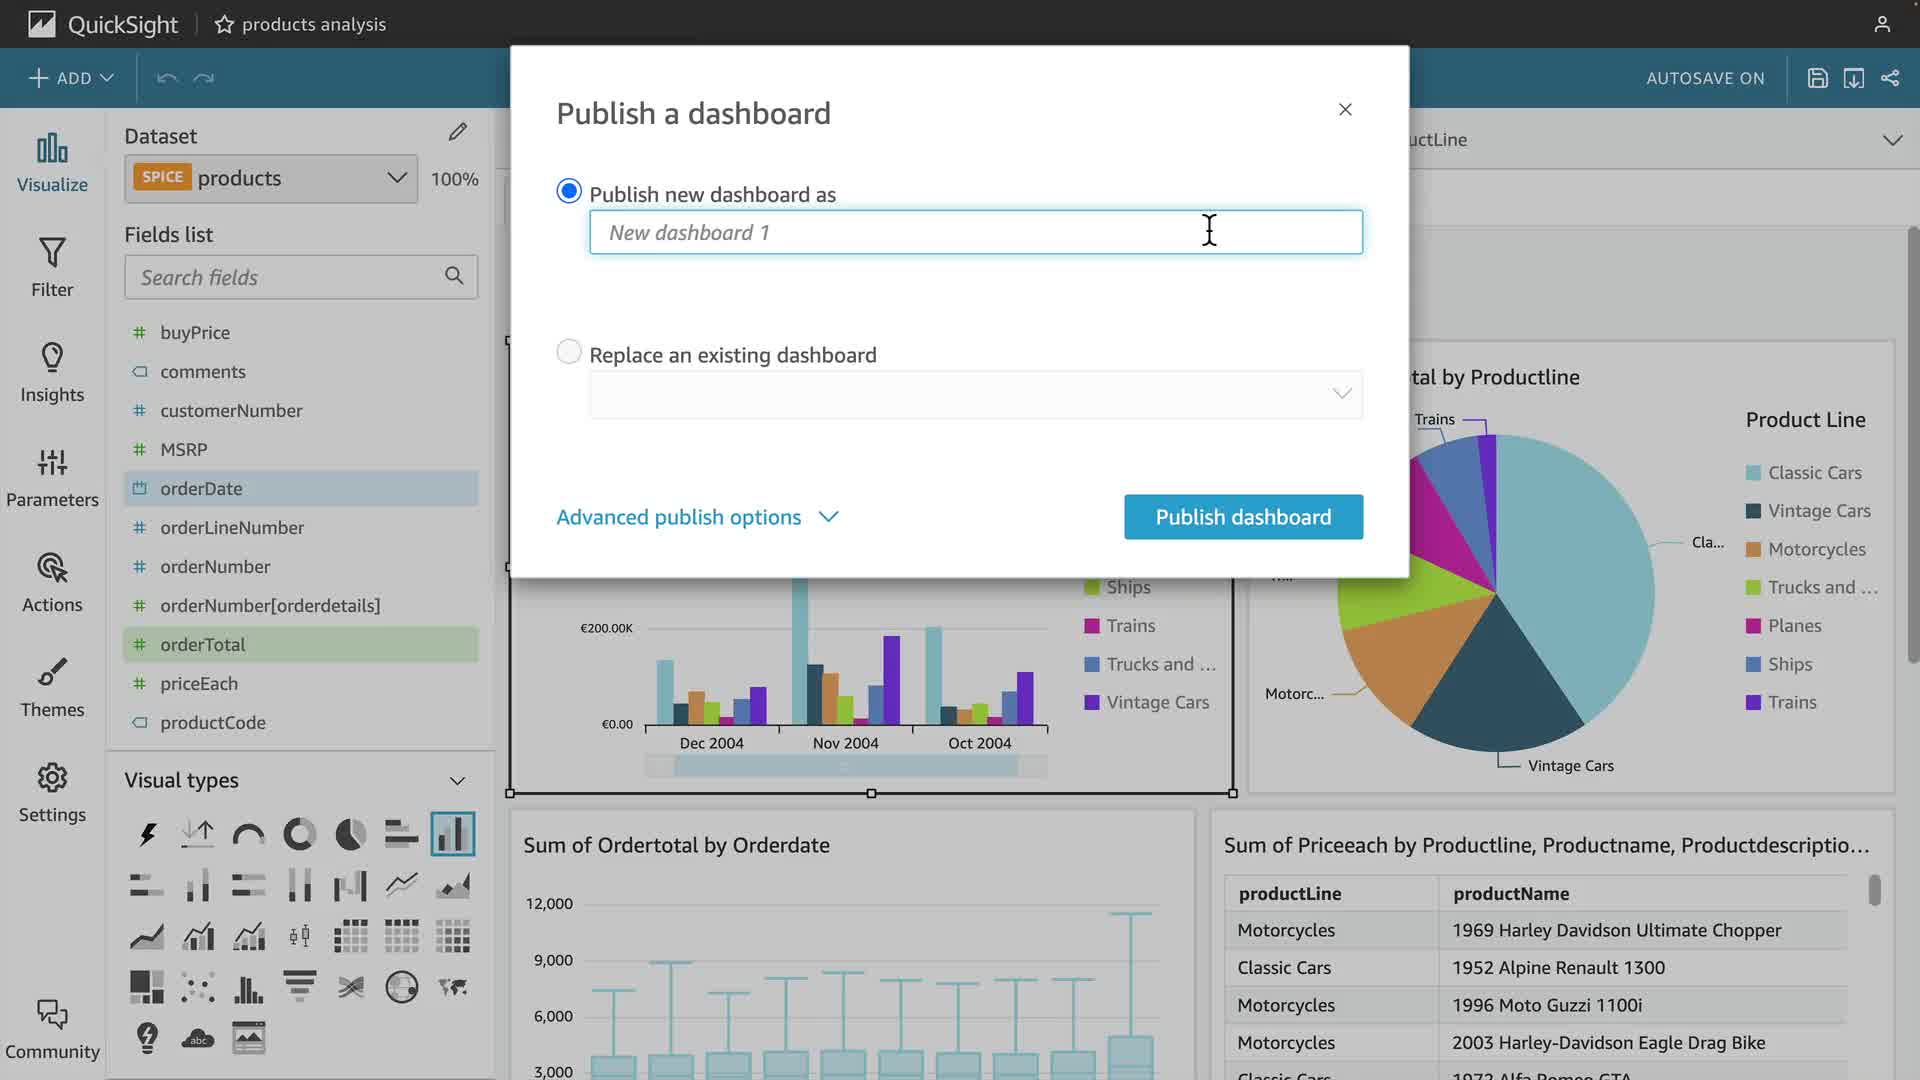 QuickSight
products analysis
ADD
AUTOSAVE ON
Publish a dashboard
Publish new dashboard as
New dashboard 1
Replace an existing dashboard
Advanced publish options
Publish dashboard
Visualize
Filter
Insights
Parameters
Actions
Themes
Settings
Community
Dataset
SPICE products
100%
Fields list
Search fields
buyPrice
comments
customerNumber
MSRP
orderDate
orderLineNumber
orderNumber
orderNumber[orderdetails]
orderTotal
priceEach
productCode
Visual types
abc
uctLine
€200.00K
€0.00
Dec 2004
Nov 2004
Oct 2004
Ships
Trains
Trucks and ...
Vintage Cars
tal by Productline
Trains
Cla...
Motorc...
Vintage Cars
Product Line
Classic Cars
Vintage Cars
Motorcycles
Trucks and ...
Planes
Ships
Trains
Sum of Ordertotal by Orderdate
12,000
9,000
6,000
3,000
Sum of Priceeach by Productline, Productname, Productdescriptio...
productLine productName
Motorcycles 1969 Harley Davidson Ultimate Chopper
Classic Cars 1952 Alpine Renault 1300
Motorcycles 1996 Moto Guzzi 1100i
Motorcycles 2003 Harley-Davidson Eagle Drag Bike
Classic Cars 1972 Alfa Romeo GTA